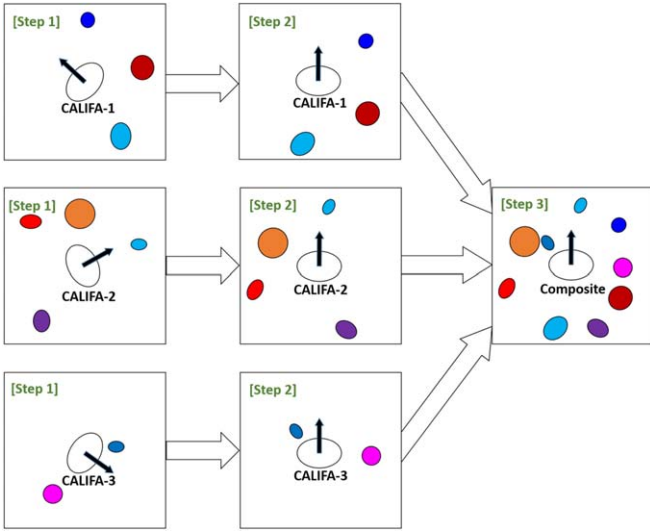 [Step 1]
CALIFA-1
[Step 2]
CALIFA-1
[Step 1]
CALIFA-2
[Step 2]
CALIFA-2
[Step 3]
Composite
[Step 1]
CALIFA-3
[Step 2]
CALIFA-3